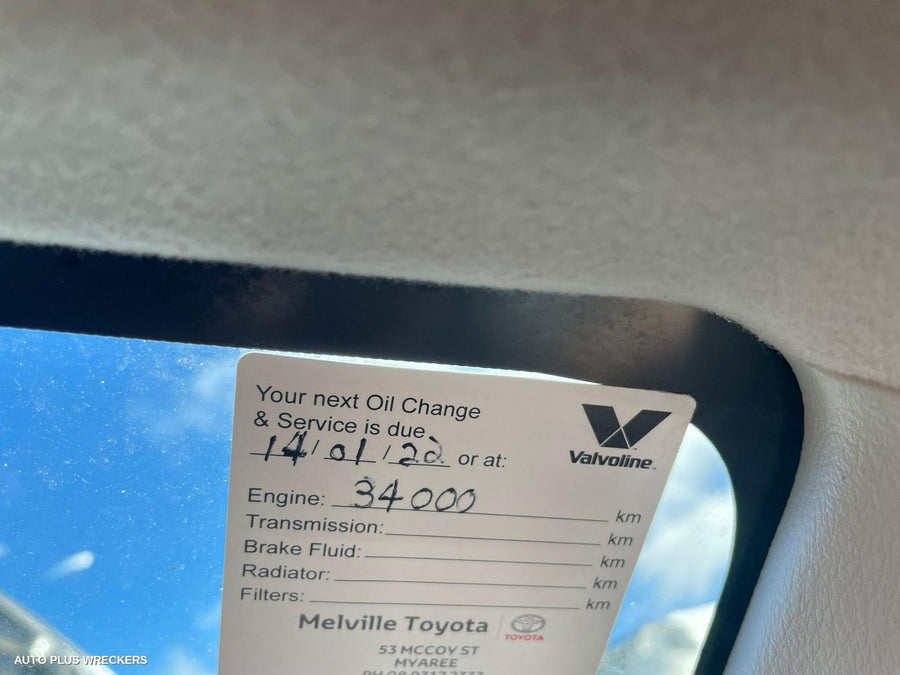 Your next Oil Change
& Service is due
14/01/22 or at:
Valvoline
Engine: 34000 km
Transmission: km
Brake Fluid: km
Radiator: km
Filters: km
Melville Toyota
TOYOTA
53 MCCOY ST
MYAREE
AUTO PLUS WRECKERS